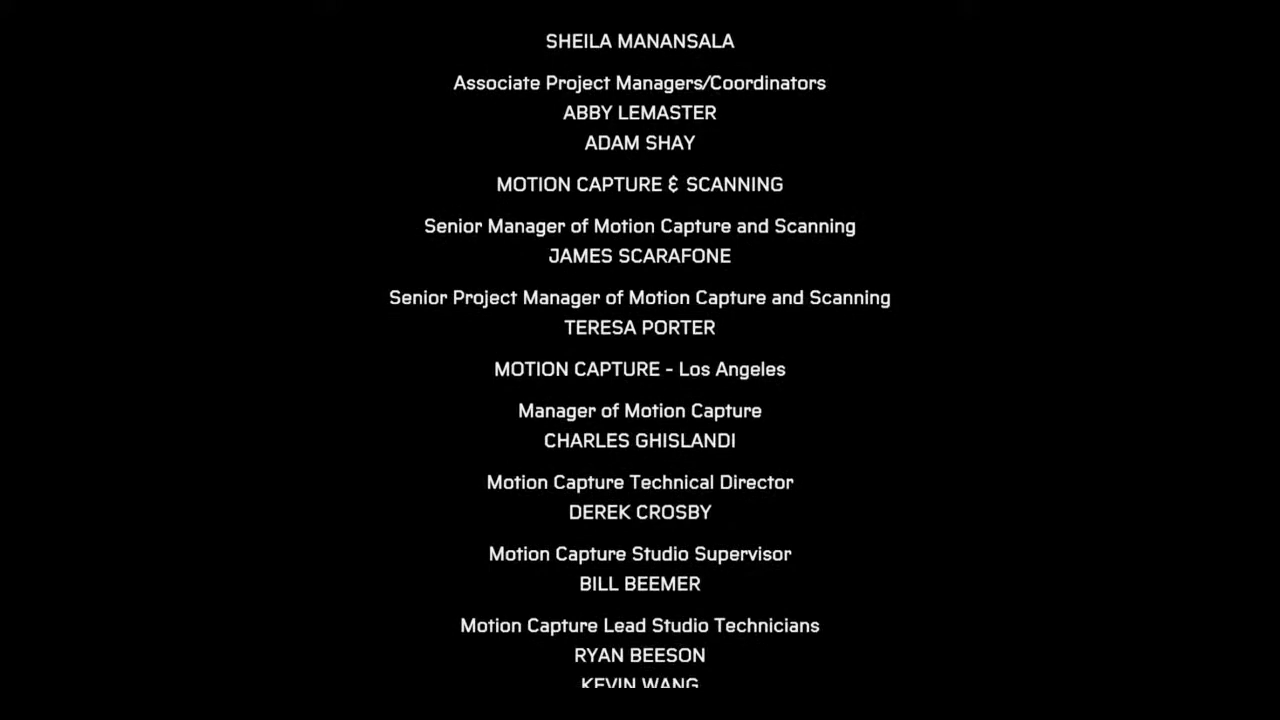 SHEILA MANANSALA
Associate Project Managers/Coordinators
ABBY LEMASTER
ADAM SHAY
MOTION CAPTURE & SCANNING
Senior Manager of Motion Capture and Scanning
JAMES SCARAFONE
Senior Project Manager of Motion Capture and Scanning
TERESA PORTER
MOTION CAPTURE - Los Angeles
Manager of Motion Capture
CHARLES GHISLANDI
Motion Capture Technical Director
DEREK CROSBY
Motion Capture Studio Supervisor
BILL BEEMER
Motion Capture Lead Studio Technicians
RYAN BEESON
KEVIN WANG